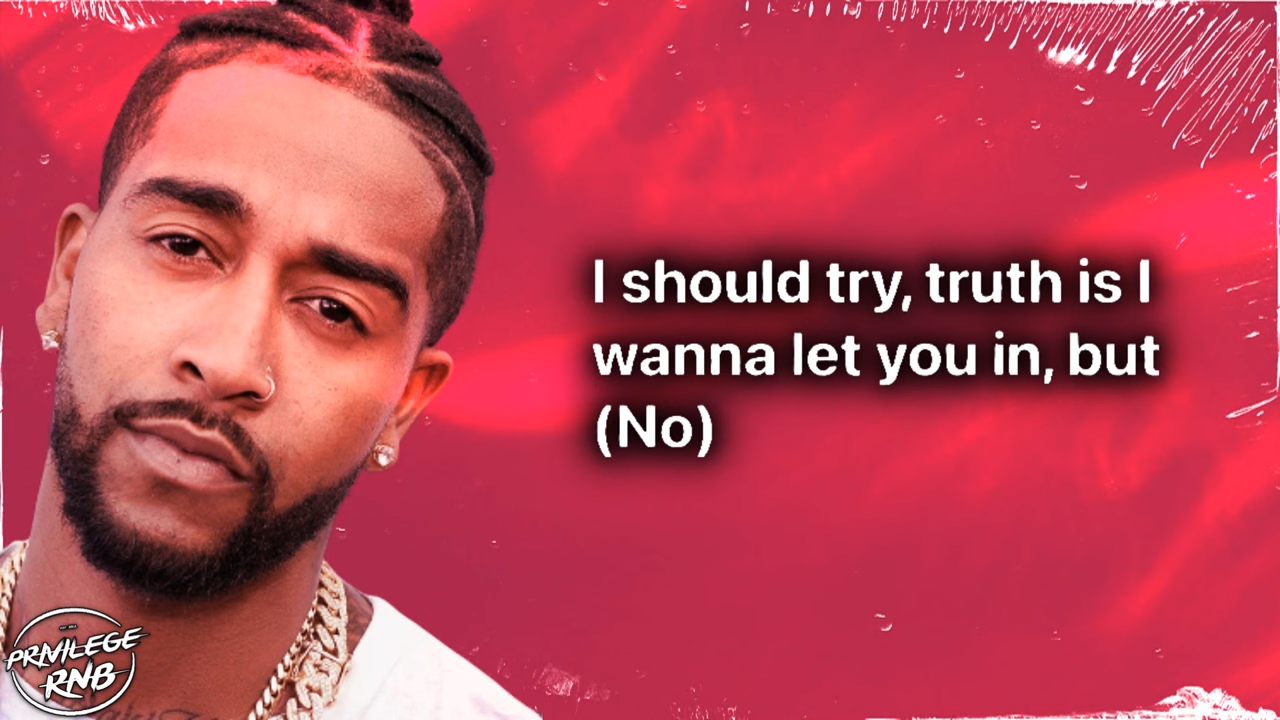 I should try, truth is I
wanna let you in, but
(No)
PRIVILEGE
RNB